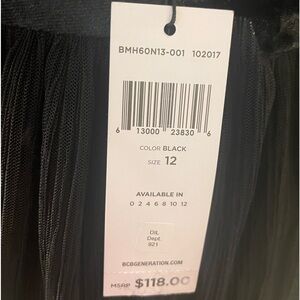 BMH60N13-001 102017
6 13000 23830 6
COLOR BLACK
SIZE 12
AVAILABLE IN
0 2 4 6 8 10 12
D/L
Dept.
821
BCBGENERATION.COM
MSRP $118.00